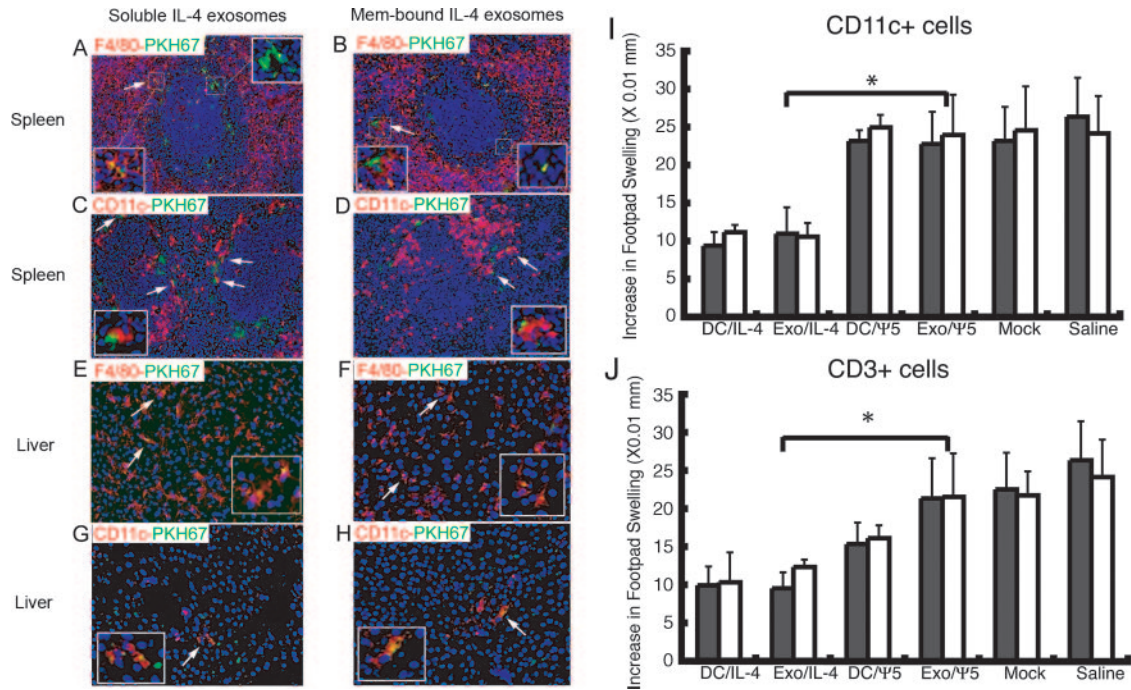 Soluble IL-4 exosomes
Mem-bound IL-4 exosomes
A
F4/80-PKH67
B
F4/80-PKH67
Spleen
C
CD11c-PKH67
D
CD11c-PKH67
Spleen
E
F4/80-PKH67
F
F4/80-PKH67
Liver
G
CD11c-PKH67
H
CD11c-PKH67
Liver
I
CD11c+ cells
Increase in Footpad Swelling (X 0.01 mm)
35
30
25
20
15
10
5
0
*
DC/IL-4 Exo/IL-4 DC/Ψ5 Exo/Ψ5 Mock Saline
J
CD3+ cells
Increase in Footpad Swelling (X0.01 mm)
35
30
25
20
15
10
5
0
*
DC/IL-4 Exo/IL-4 DC/Ψ5 Exo/Ψ5 Mock Saline